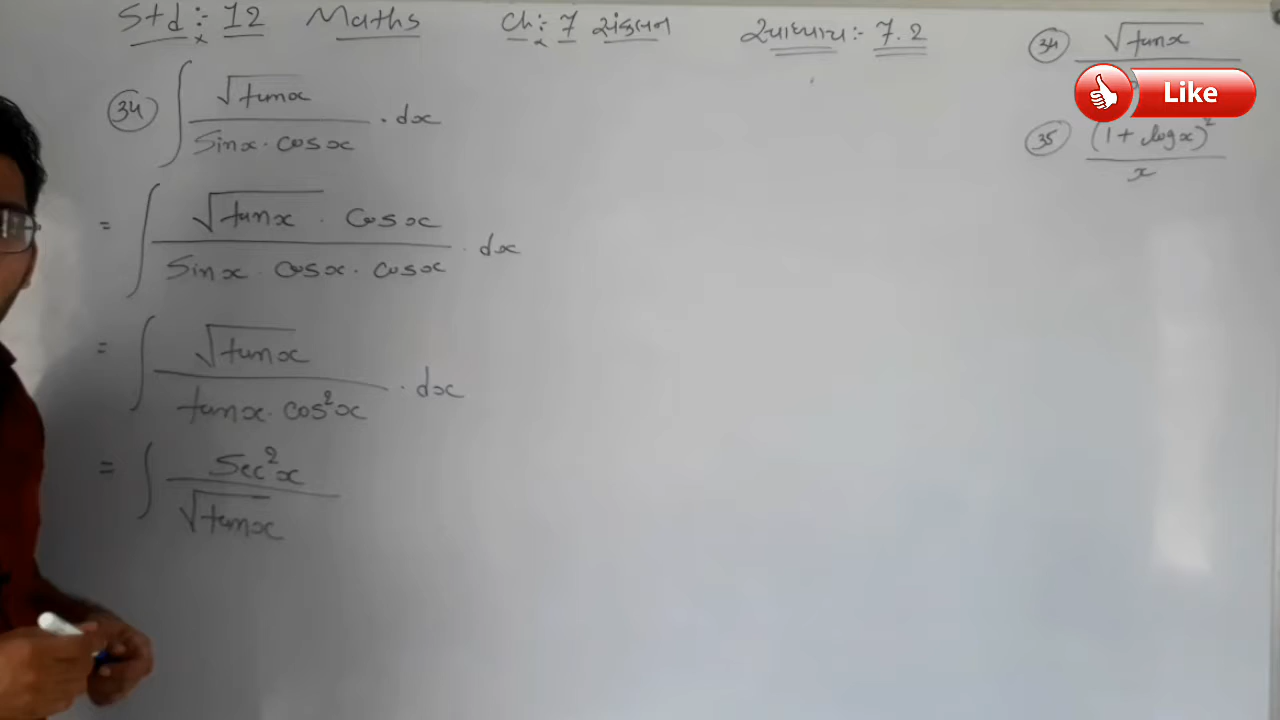 Std : 12 Maths Ch : 7 સંકલન સ્વાધ્યાય :- 7.2
(34) ∫ √tanx / sinx · cosx · dx
= ∫ √tanx · cosx / sinx · cosx · cosx · dx
= ∫ √tanx / tanx · cos²x · dx
= ∫ sec²x / √tanx
(34) √tanx
Like
(35) (1 + logx)² / x